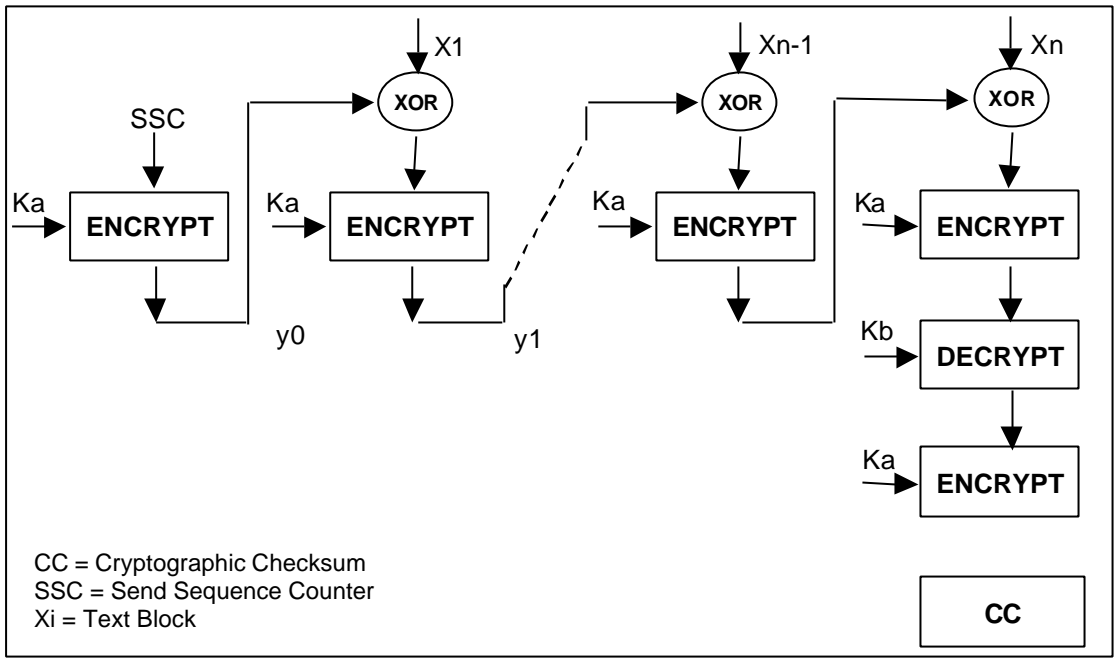 X1
Xn-1
Xn
XOR
XOR
XOR
SSC
Ka
Ka
Ka
Ka
ENCRYPT
ENCRYPT
ENCRYPT
ENCRYPT
y0
y1
Kb
DECRYPT
Ka
ENCRYPT
CC = Cryptographic Checksum
SSC = Send Sequence Counter
Xi = Text Block
CC